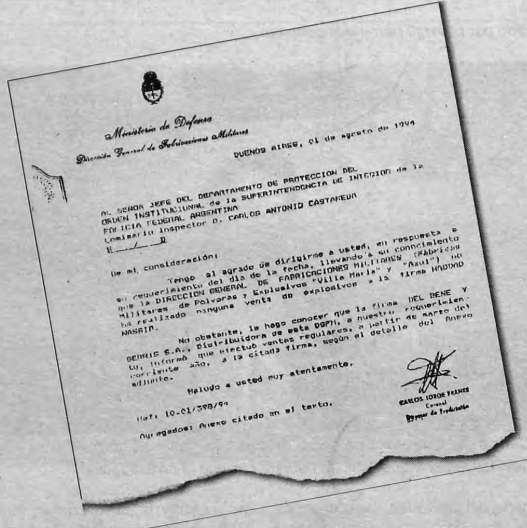 Ministerio de Defensa
Dirección General de Fabricaciones Militares
BUENOS AIRES, 01 de agosto de 1994
AL SEÑOR JEFE DEL DEPARTAMENTO DE PROTECCION DEL
ORDEN INSTITUCIONAL de la SUPERINTENDENCIA DE INTERIOR de la
POLICIA FEDERAL ARGENTINA
Comisario Inspector D. CARLOS ANTONIO CASTAÑEDA
S / D
De mi consideración:
Tengo el agrado de dirigirme a usted, en respuesta a
su requerimiento del día de la fecha, llevando a su conocimiento
que la DIRECCION GENERAL DE FABRICACIONES MILITARES (Fábricas
Militares de Pólvoras y Explosivos "Villa María" y "Azul") no
ha realizado ninguna venta de explosivos a la firma HADDAD
NASSIB.
No obstante, le hago conocer que la firma DEL BENE Y
S.A., Distribuidora de esta DGFM, a nuestro requerimien
to, informó que efectuó ventas regulares, a partir de marzo del
corriente año, a la citada firma, según el detalle del Anexo
adjunto.
Saludo a usted muy atentamente.
Ref: 10-01/398/94
Agregados: Anexo citado en el texto.
CARLOS JORGE FRANKE
Coronel
Director de Producción